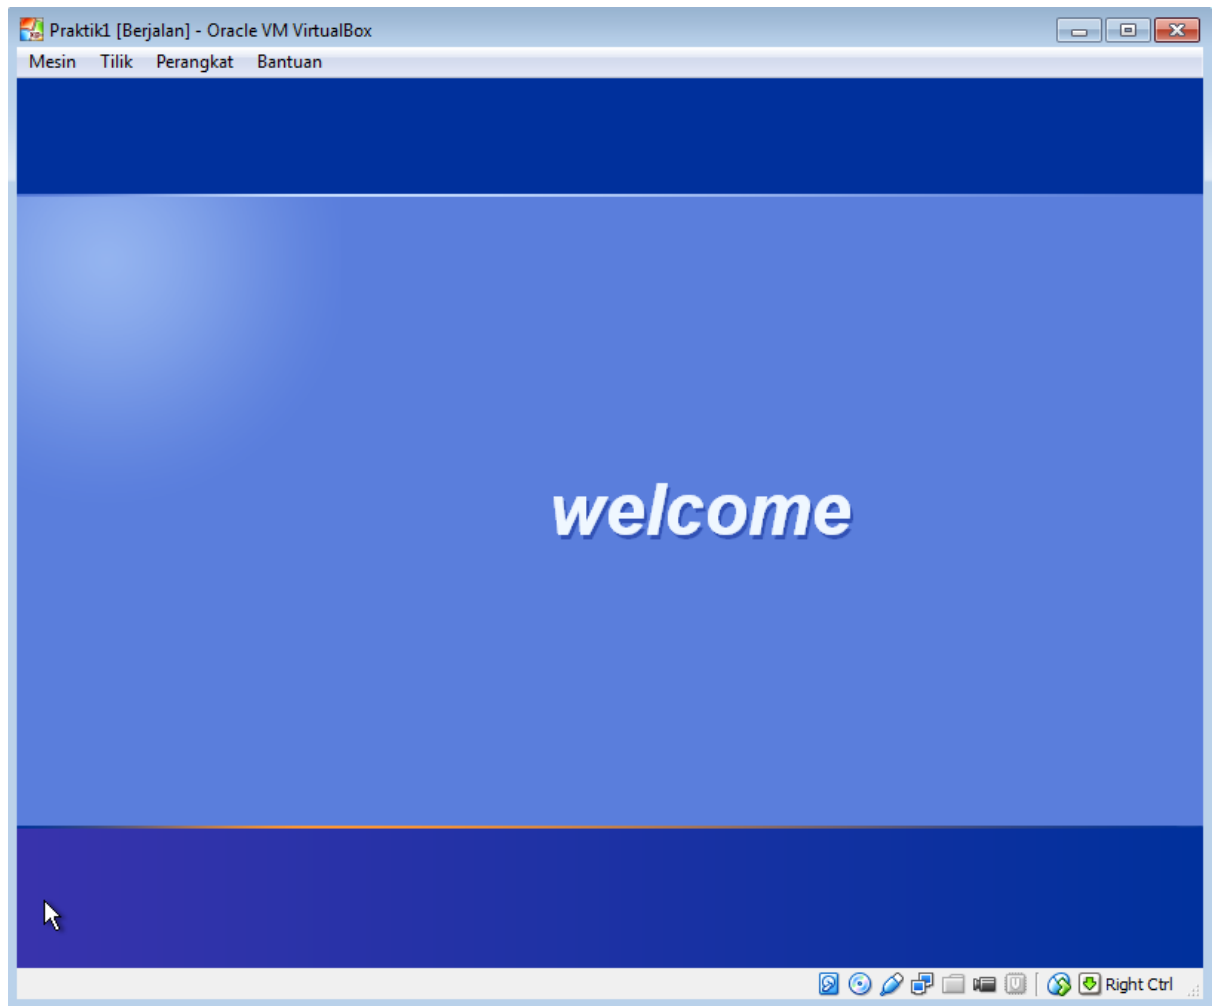 Praktik1 [Berjalan] - Oracle VM VirtualBox
Mesin Tilik Perangkat Bantuan
welcome
Right Ctrl